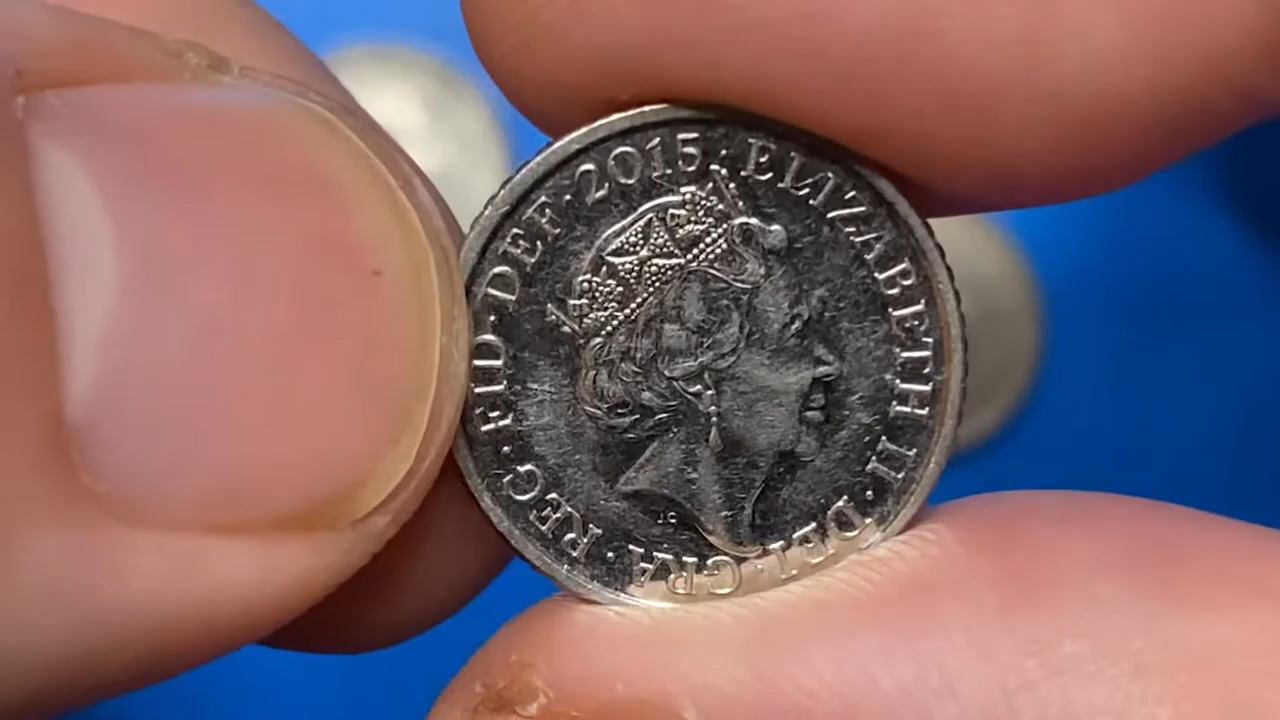 ELIZABETH II · DEI · GRA · REG · FID · DEF · 2015 ·
JC